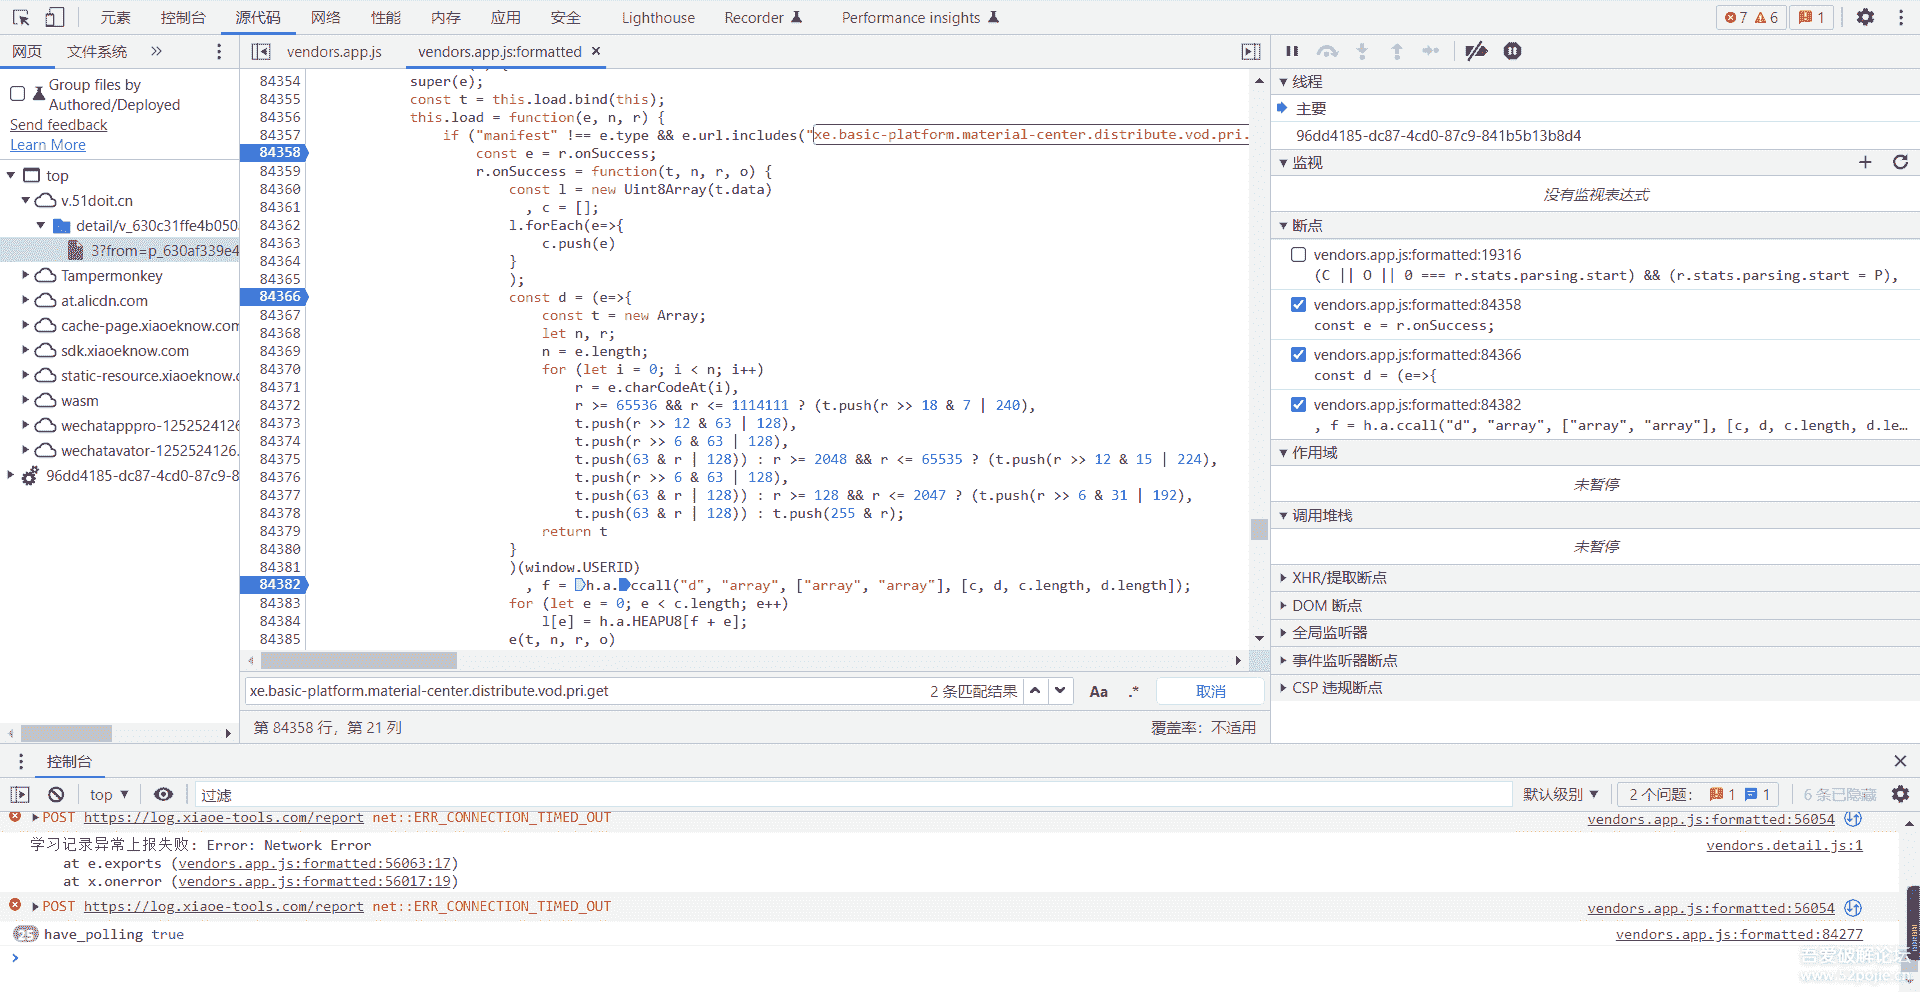 元素 控制台 源代码 网络 性能 内存 应用 安全 Lighthouse Recorder Performance insights 7 6 1
网页 文件系统 »
vendors.app.js vendors.app.js:formatted ×
Group files by
Authored/Deployed
Send feedback
Learn More
top
v.51doit.cn
detail/v_630c31ffe4b050
3?from=p_630af339e4
Tampermonkey
at.alicdn.com
cache-page.xiaoeknow.com
sdk.xiaoeknow.com
static-resource.xiaoeknow.c
wasm
wechatapppro-1252524126
wechatavator-1252524126.
96dd4185-dc87-4cd0-87c9-8
84354 super(e);
84355 const t = this.load.bind(this);
84356 this.load = function(e, n, r) {
84357 if ("manifest" !== e.type && e.url.includes("xe.basic-platform.material-center.distribute.vod.pri.
84358 const e = r.onSuccess;
84359 r.onSuccess = function(t, n, r, o) {
84360 const l = new Uint8Array(t.data)
84361 , c = [];
84362 l.forEach(e=>{
84363 c.push(e)
84364 }
84365 );
84366 const d = (e=>{
84367 const t = new Array;
84368 let n, r;
84369 n = e.length;
84370 for (let i = 0; i < n; i++)
84371 r = e.charCodeAt(i),
84372 r >= 65536 && r <= 1114111 ? (t.push(r >> 18 & 7 | 240),
84373 t.push(r >> 12 & 63 | 128),
84374 t.push(r >> 6 & 63 | 128),
84375 t.push(63 & r | 128)) : r >= 2048 && r <= 65535 ? (t.push(r >> 12 & 15 | 224),
84376 t.push(r >> 6 & 63 | 128),
84377 t.push(63 & r | 128)) : r >= 128 && r <= 2047 ? (t.push(r >> 6 & 31 | 192),
84378 t.push(63 & r | 128)) : t.push(255 & r);
84379 return t
84380 }
84381 )(window.USERID)
84382 , f = h.a.ccall("d", "array", ["array", "array"], [c, d, c.length, d.length]);
84383 for (let e = 0; e < c.length; e++)
84384 l[e] = h.a.HEAPU8[f + e];
84385 e(t, n, r, o)
xe.basic-platform.material-center.distribute.vod.pri.get 2 条匹配结果 Aa .* 取消
第 84358 行，第 21 列 覆盖率：不适用
线程
主要
96dd4185-dc87-4cd0-87c9-841b5b13b8d4
监视
没有监视表达式
断点
vendors.app.js:formatted:19316
(C || O || 0 === r.stats.parsing.start) && (r.stats.parsing.start = P),
vendors.app.js:formatted:84358
const e = r.onSuccess;
vendors.app.js:formatted:84366
const d = (e=>{
vendors.app.js:formatted:84382
, f = h.a.ccall("d", "array", ["array", "array"], [c, d, c.length, d.le…
作用域
未暂停
调用堆栈
未暂停
XHR/提取断点
DOM 断点
全局监听器
事件监听器断点
CSP 违规断点
控制台
top 过滤 默认级别 2 个问题： 1 1 6 条已隐藏
POST https://log.xiaoe-tools.com/report net::ERR_CONNECTION_TIMED_OUT vendors.app.js:formatted:56054
学习记录异常上报失败: Error: Network Error vendors.detail.js:1
at e.exports (vendors.app.js:formatted:56063:17)
at x.onerror (vendors.app.js:formatted:56017:19)
POST https://log.xiaoe-tools.com/report net::ERR_CONNECTION_TIMED_OUT vendors.app.js:formatted:56054
have_polling true vendors.app.js:formatted:84277
吾爱破解论坛
www.52pojie.cn